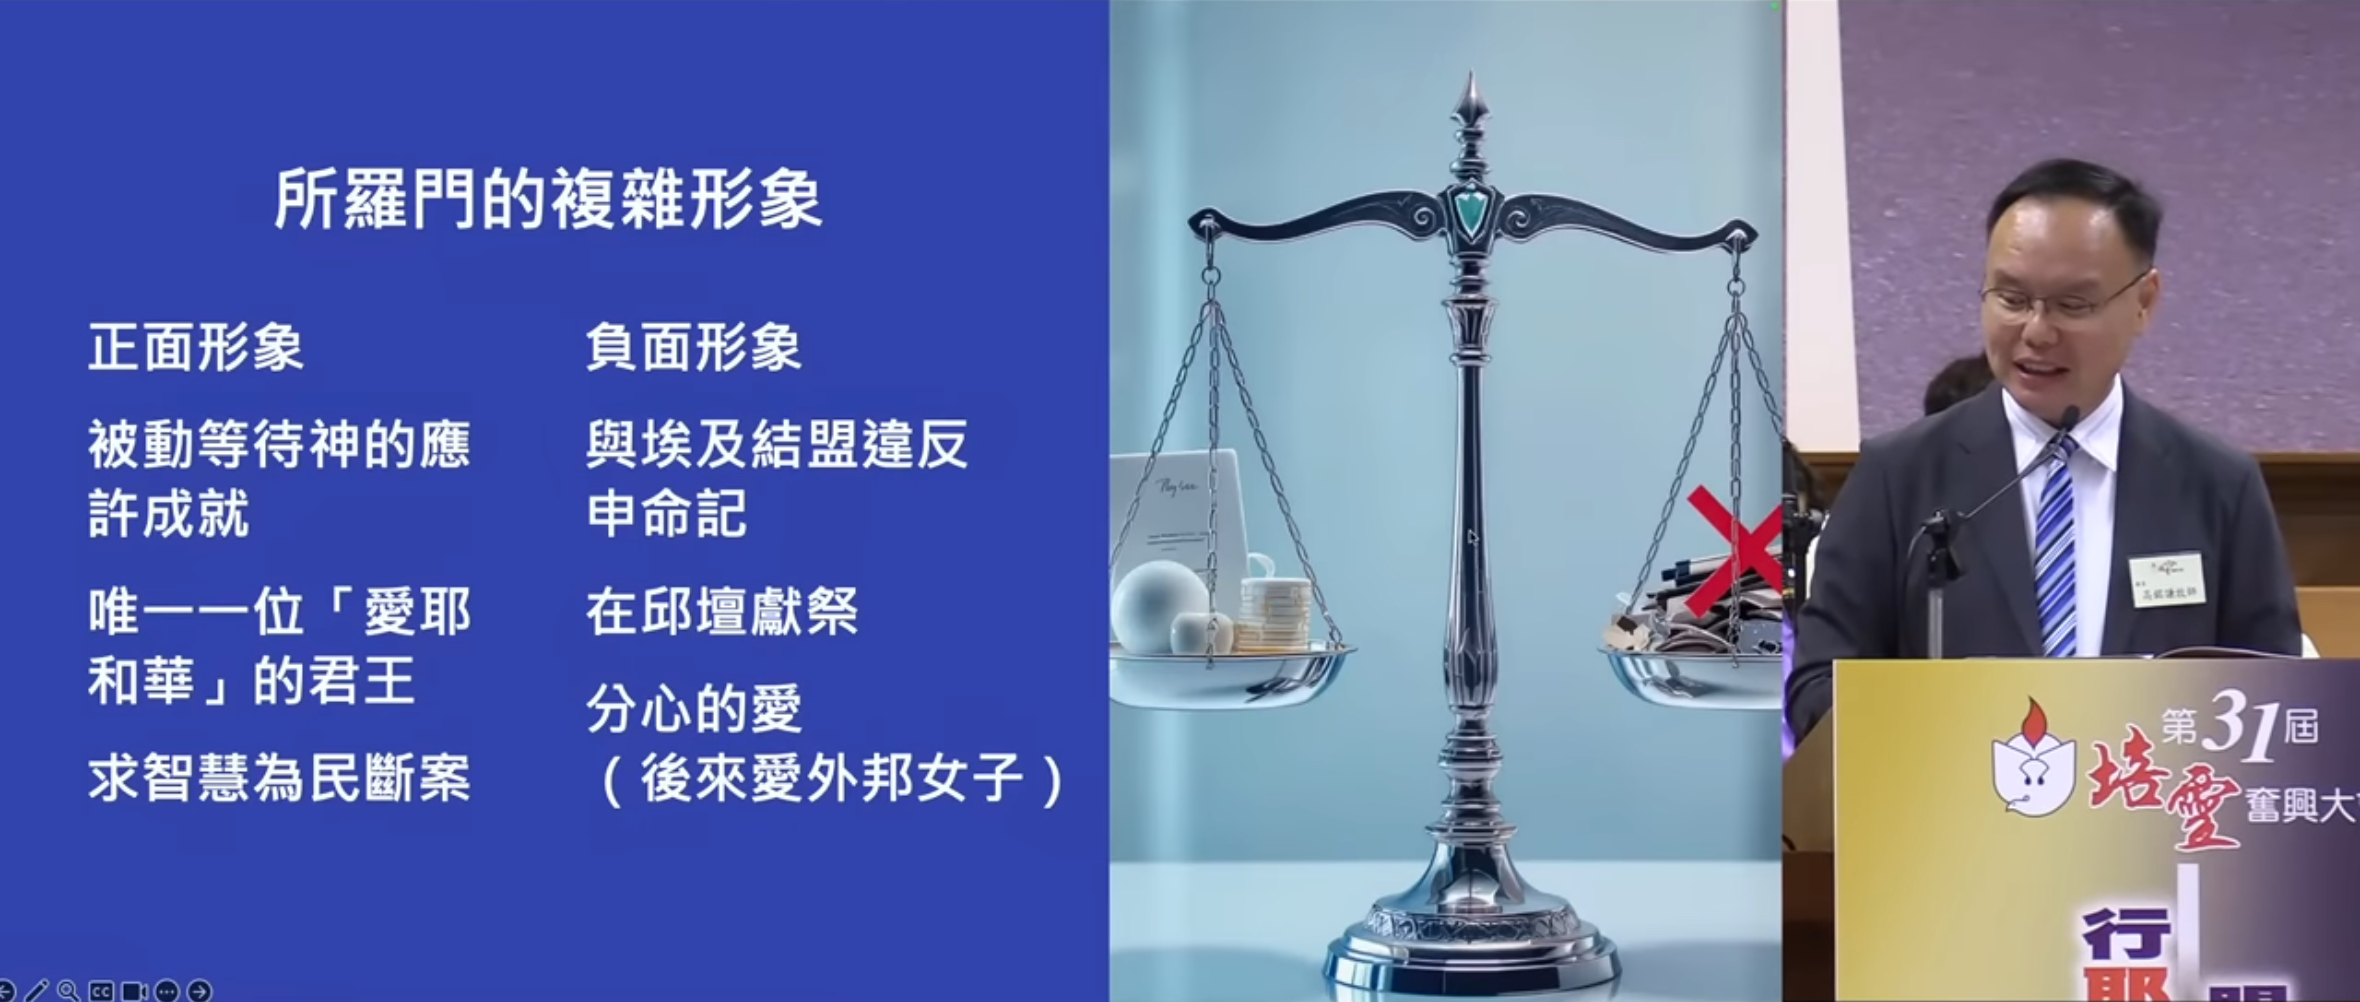 所羅門的複雜形象
正面形象
被動等待神的應
許成就
唯一一位「愛耶
和華」的君王
求智慧為民斷案
負面形象
與埃及結盟違反
申命記
在邱壇獻祭
分心的愛
（後來愛外邦女子）
CC
第31屆
培靈
奮興大
行